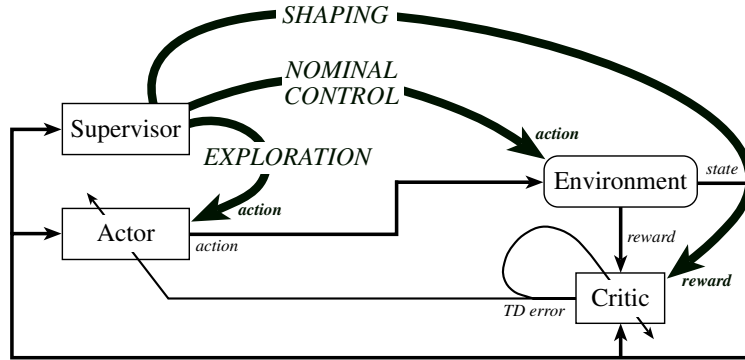 SHAPING
NOMINAL
CONTROL
Supervisor
action
EXPLORATION
Environment
state
action
Actor
action
reward
reward
TD error
Critic